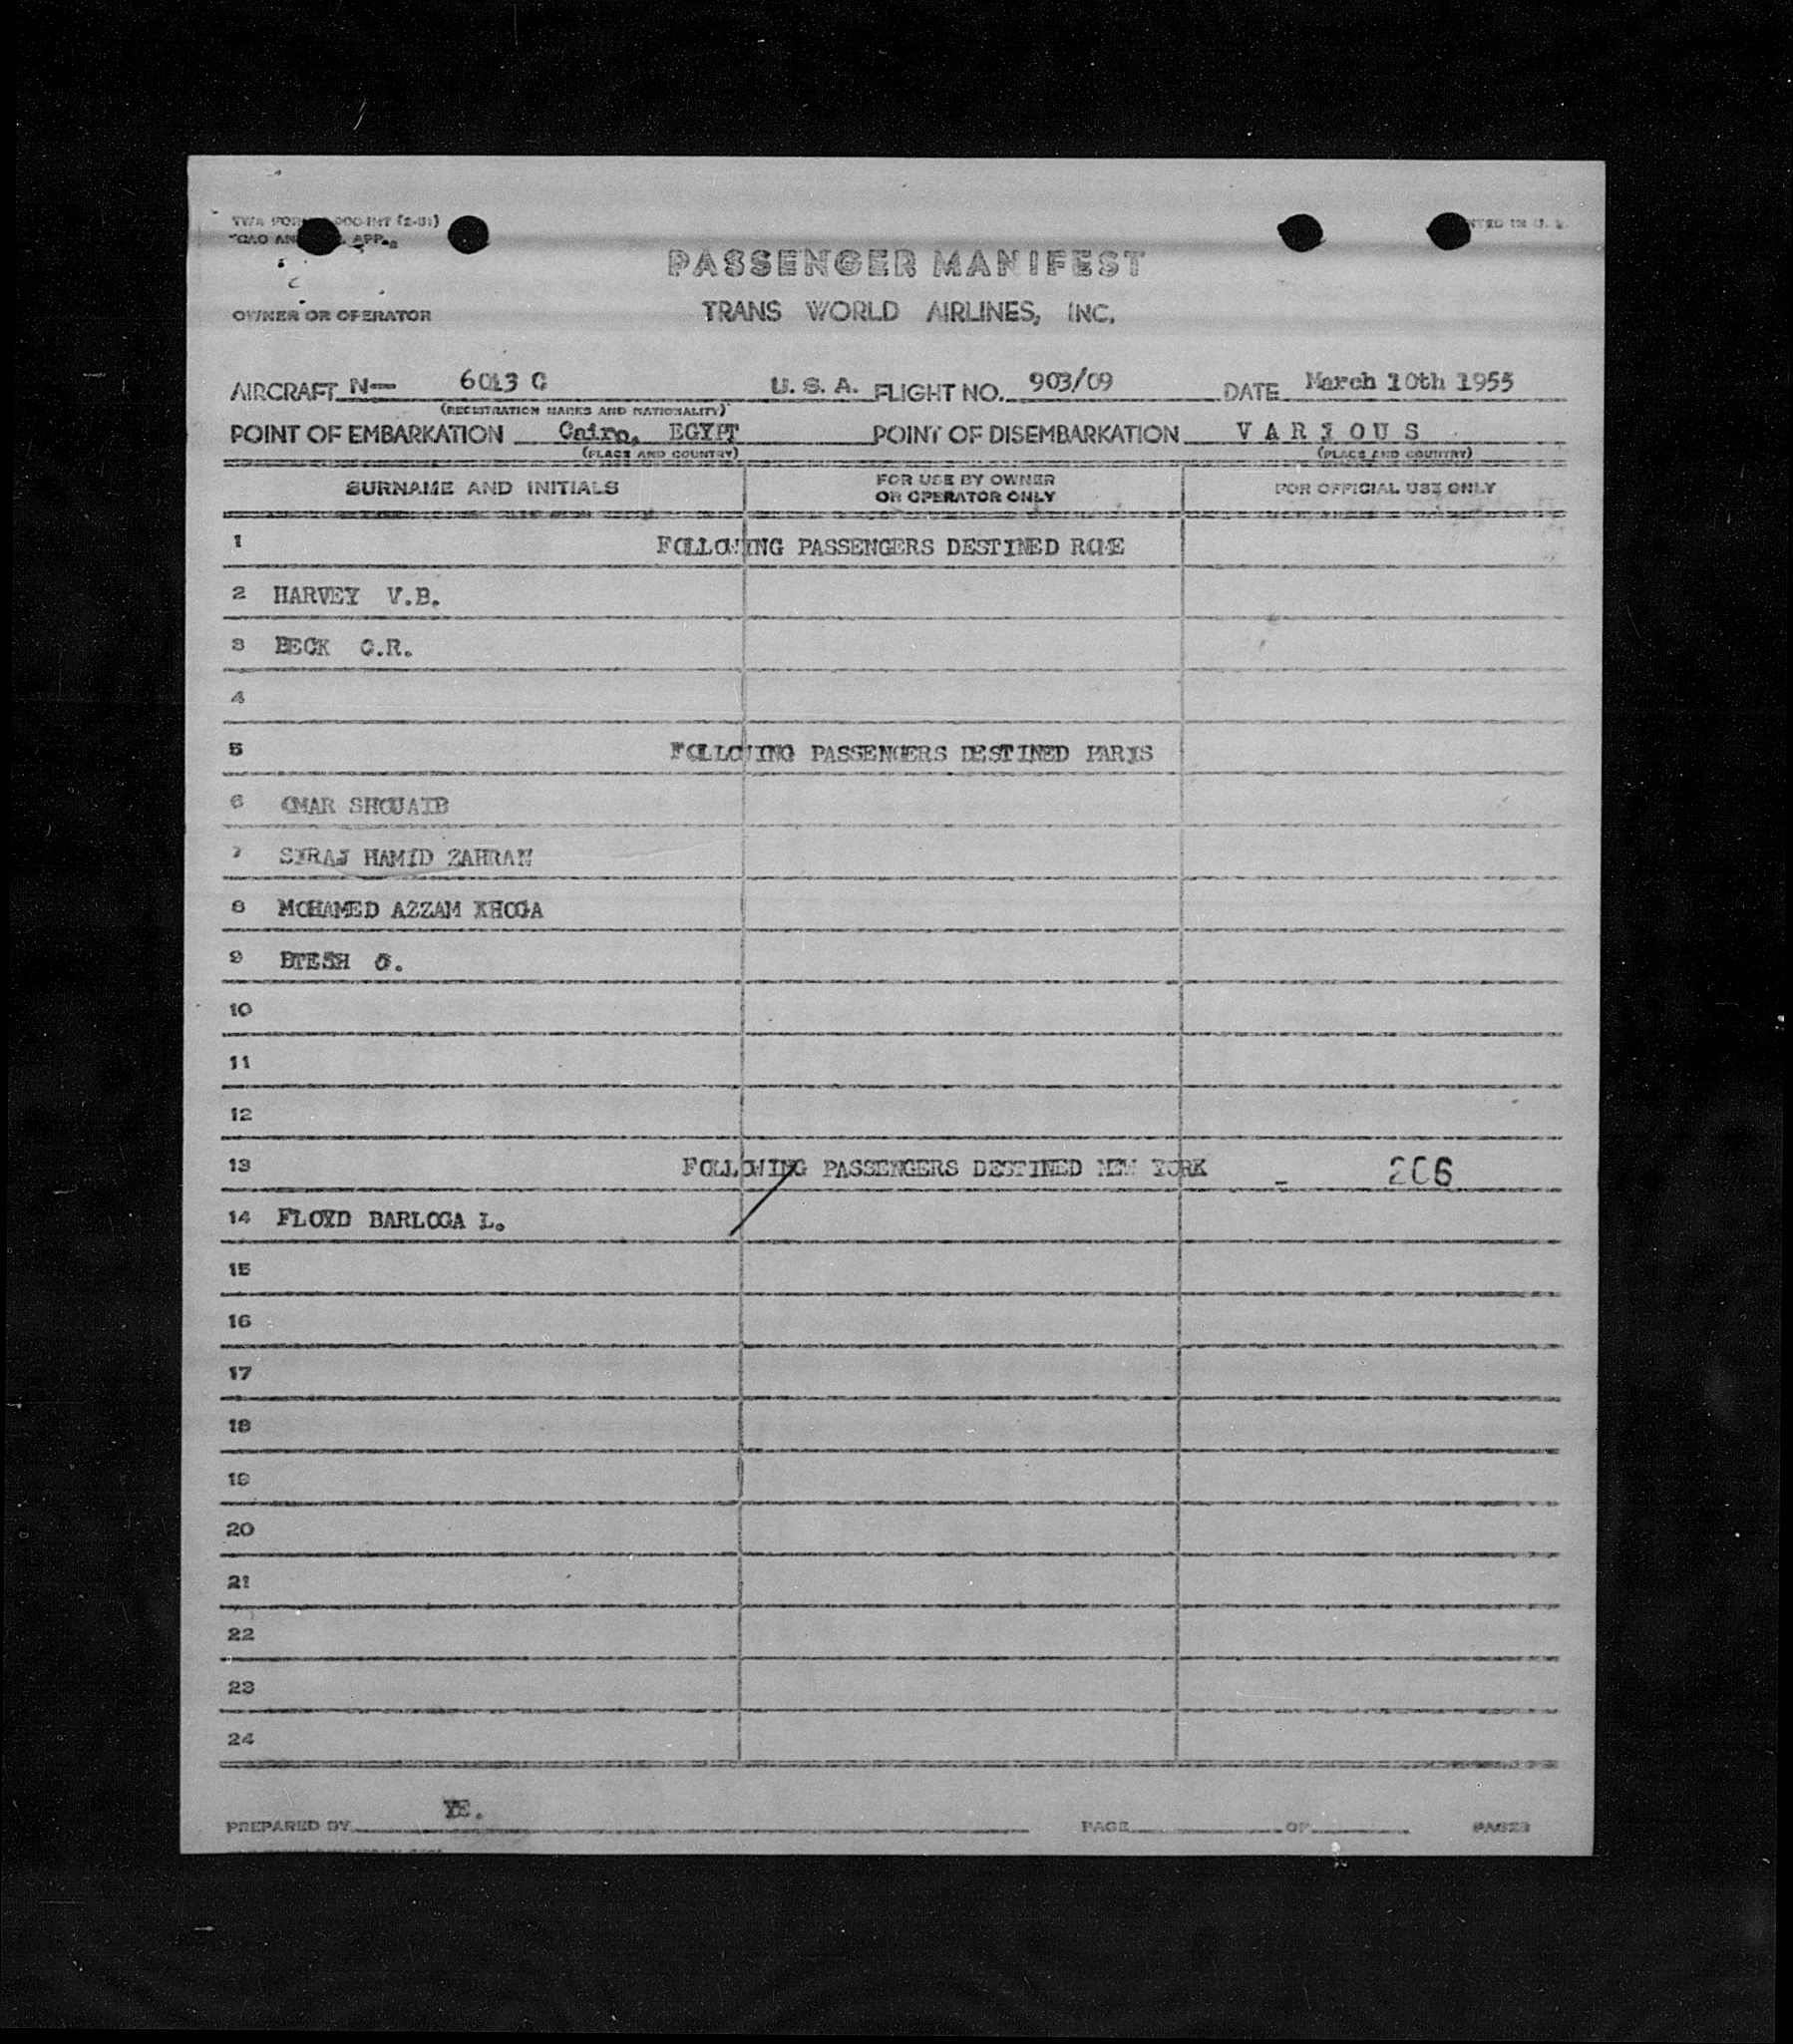 PASSENGER MANIFEST
OWNER OR OPERATOR TRANS WORLD AIRLINES, INC.
AIRCRAFT N— 6013 C U. S. A. FLIGHT NO. 903/09 DATE March 10th 1955
(REGISTRATION MARKS AND NATIONALITY)
POINT OF EMBARKATION Cairo, EGYPT POINT OF DISEMBARKATION V A R I O U S
(PLACE AND COUNTRY) (PLACE AND COUNTRY)
SURNAME AND INITIALS FOR USE BY OWNER OR OPERATOR ONLY FOR OFFICIAL USE ONLY
1 FOLLOWING PASSENGERS DESTINED ROME
2 HARVEY V.B.
3 BECK C.R.
4
5 FOLLOWING PASSENGERS DESTINED PARIS
6 OMAR SHOUAIB
7 SIRAJ HAMID ZAHRAN
8 MOHAMED AZZAM KHOGA
9
10
11
12
13 FOLLOWING PASSENGERS DESTINED NEW YORK - 206
14 FLOYD BARLOGA L.
15
16
17
18
19
20
21
22
23
24
PREPARED BY YE. PAGE OF PAGES